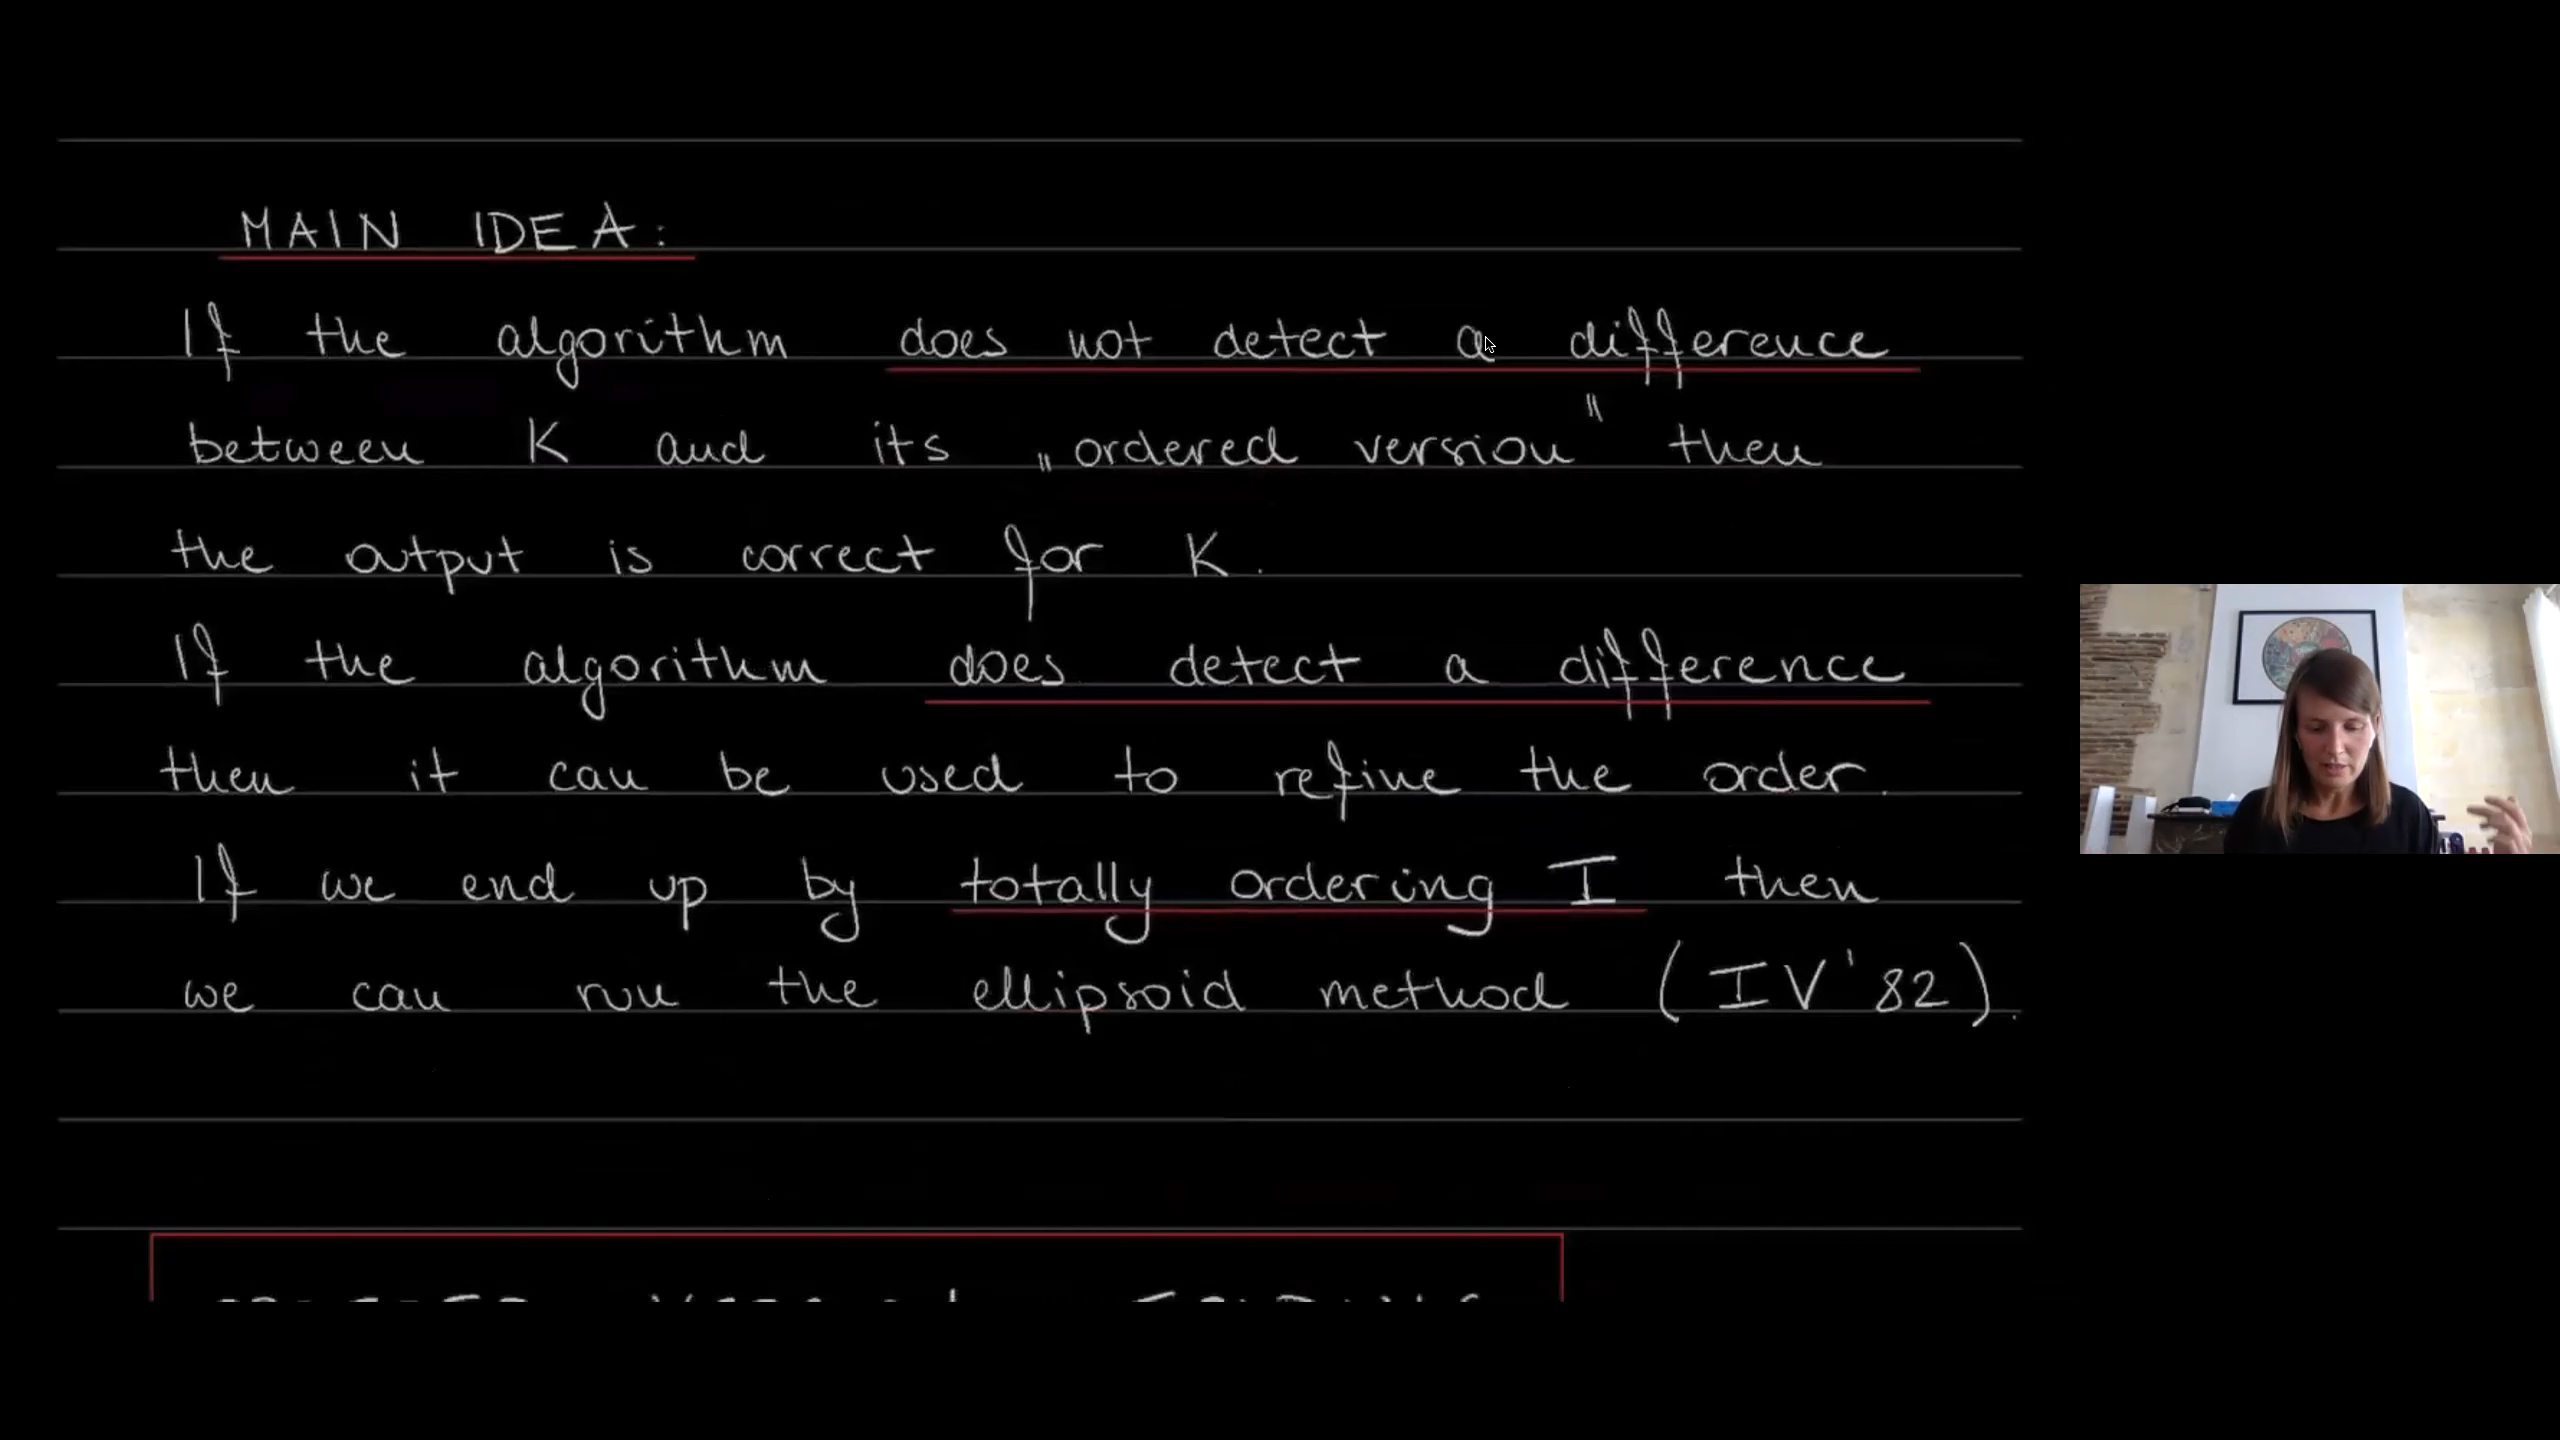 MAIN IDEA:
If the algorithm does not detect a difference
between K and its „ordered version" then
the output is correct for K.
If the algorithm does detect a difference
then it can be used to refine the order.
If we end up by totally ordering I then
we can run the ellipsoid method (IV'82).